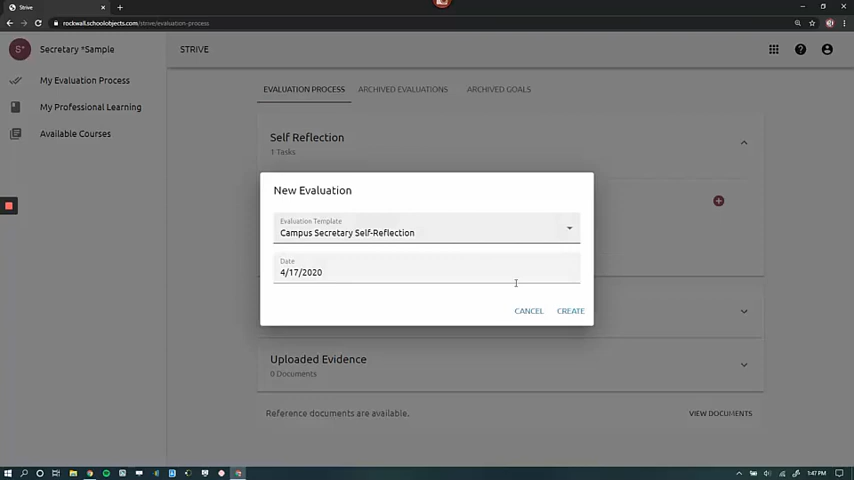 Strive
rockwall.schoolobjects.com/strive/evaluation-process
S*
Secretary *Sample
STRIVE
My Evaluation Process
My Professional Learning
Available Courses
EVALUATION PROCESS
ARCHIVED EVALUATIONS
ARCHIVED GOALS
Self Reflection
1 Tasks
New Evaluation
Evaluation Template
Campus Secretary Self-Reflection
Date
4/17/2020
CANCEL
CREATE
Uploaded Evidence
0 Documents
Reference documents are available.
VIEW DOCUMENTS
1:47 PM